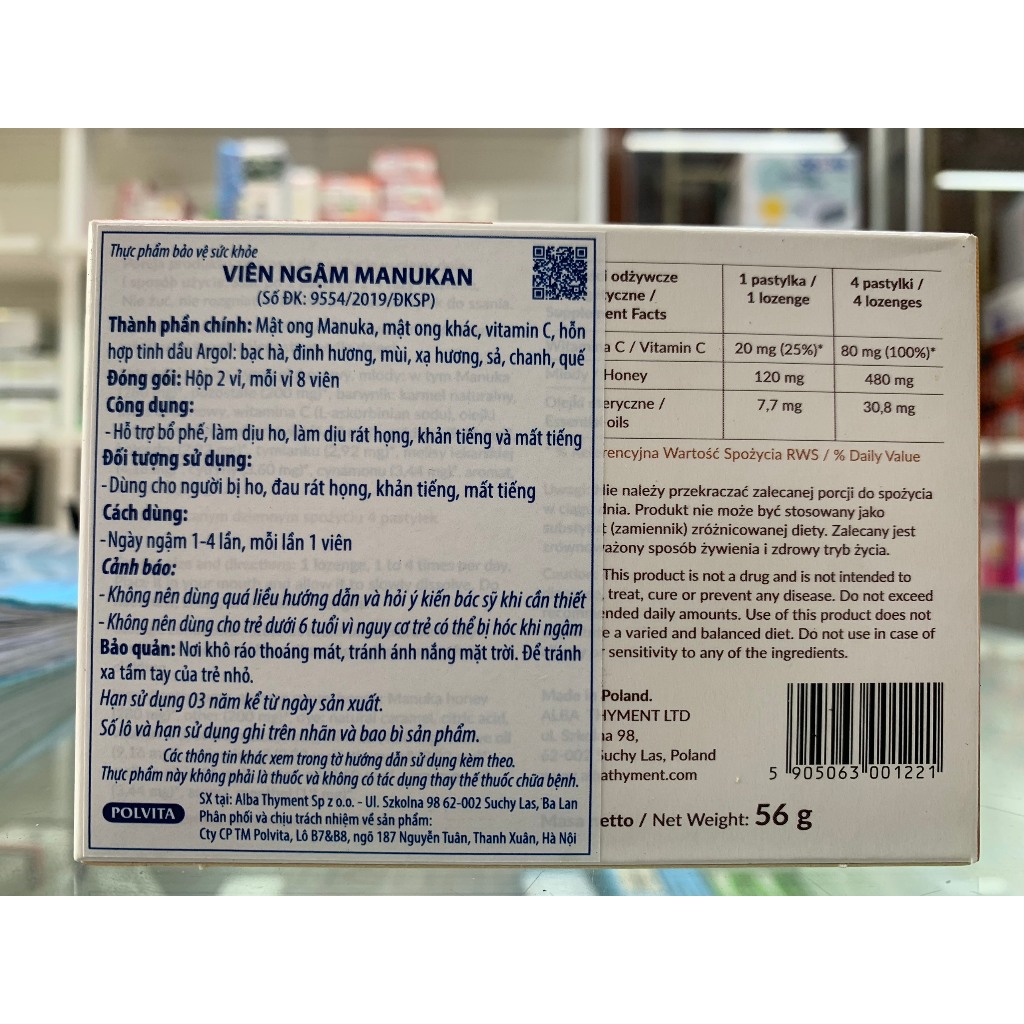 Thực phẩm bảo vệ sức khỏe
VIÊN NGẬM MANUKAN
(Số ĐK: 9554/2019/ĐKSP)
Thành phần chính: Mật ong Manuka, mật ong khác, vitamin C, hỗn
hợp tinh dầu Argol: bạc hà, đinh hương, mùi, xạ hương, sả, chanh, quế
Đóng gói: Hộp 2 vỉ, mỗi vỉ 8 viên
Công dụng:
- Hỗ trợ bổ phế, làm dịu ho, làm dịu rát họng, khản tiếng và mất tiếng
Đối tượng sử dụng:
- Dùng cho người bị ho, đau rát họng, khản tiếng, mất tiếng
Cách dùng:
- Ngày ngậm 1-4 lần, mỗi lần 1 viên
Cảnh báo:
- Không nên dùng quá liều hướng dẫn và hỏi ý kiến bác sỹ khi cần thiết
- Không nên dùng cho trẻ dưới 6 tuổi vì nguy cơ trẻ có thể bị hóc khi ngậm
Bảo quản: Nơi khô ráo thoáng mát, tránh ánh nắng mặt trời. Để tránh
xa tầm tay của trẻ nhỏ.
Hạn sử dụng 03 năm kể từ ngày sản xuất.
Số lô và hạn sử dụng ghi trên nhãn và bao bì sản phẩm.
Các thông tin khác xem trong tờ hướng dẫn sử dụng kèm theo.
Thực phẩm này không phải là thuốc và không có tác dụng thay thế thuốc chữa bệnh.
POLVITA
SX tại: Alba Thyment Sp z o.o. - Ul. Szkolna 98 62-002 Suchy Las, Ba Lan
Phân phối và chịu trách nhiệm về sản phẩm:
Cty CP TM Polvita, Lô B7&B8, ngõ 187 Nguyễn Tuân, Thanh Xuân, Hà Nội
i odżywcze
yczne /
ent Facts
1 pastylka /
1 lozenge
4 pastylki /
4 lozenges
a C / Vitamin C 20 mg (25%)* 80 mg (100%)*
Honey 120 mg 480 mg
eryczne /
oils
7,7 mg 30,8 mg
rencyjna Wartość Spożycia RWS / % Daily Value
Nie należy przekraczać zalecanej porcji do spożycia
dnia. Produkt nie może być stosowany jako
t (zamiennik) zróżnicowanej diety. Zalecany jest
ażony sposób żywienia i zdrowy tryb życia.
This product is not a drug and is not intended to
treat, cure or prevent any disease. Do not exceed
nded daily amounts. Use of this product does not
e a varied and balanced diet. Do not use in case of
sensitivity to any of the ingredients.
Poland.
HYMENT LTD
na 98,
Suchy Las, Poland
athyment.com
5 905063 001221
etto / Net Weight: 56 g